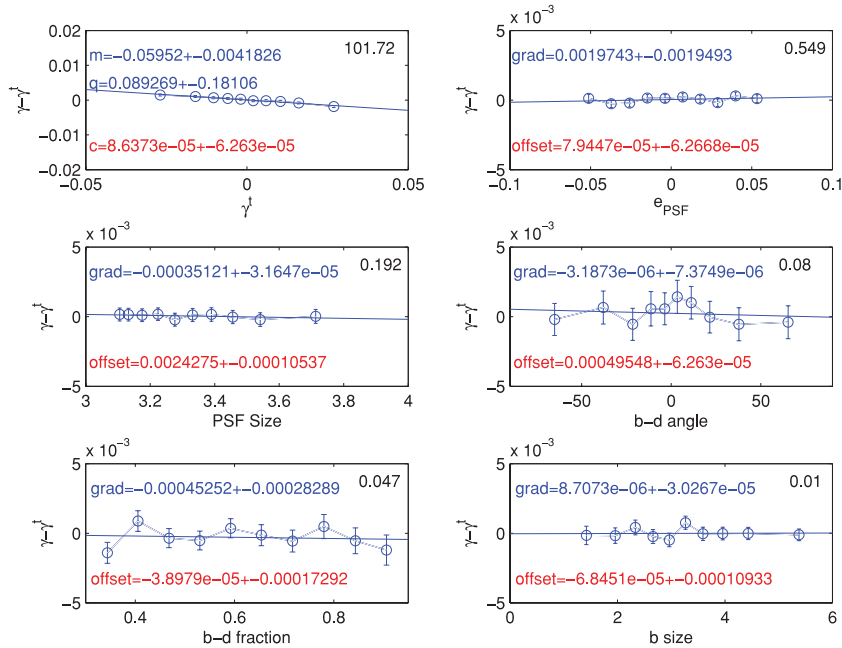 0.02
0.01
0
−0.01
−0.02
−0.05
0
0.05
γ−γᵗ
γᵗ
m=−0.05952+−0.0041826
101.72
q=0.089269+−0.18106
c=8.6373e−05+−6.263e−05
x 10⁻³
5
0
−5
−0.1
−0.05
0
0.05
0.1
γ−γᵗ
e_PSF
grad=0.0019743+−0.0019493
0.549
offset=7.9447e−05+−6.2668e−05
x 10⁻³
5
0
−5
3
3.2
3.4
3.6
3.8
4
γ−γᵗ
PSF Size
grad=−0.00035121+−3.1647e−05
0.192
offset=0.0024275+−0.00010537
x 10⁻³
5
0
−5
−50
0
50
γ−γᵗ
b−d angle
grad=−3.1873e−06+−7.3749e−06
0.08
offset=0.00049548+−6.263e−05
x 10⁻³
5
0
−5
0.4
0.6
0.8
γ−γᵗ
b−d fraction
grad=−0.00045252+−0.00028289
0.047
offset=−3.8979e−05+−0.00017292
x 10⁻³
5
0
−5
0
2
4
6
γ−γᵗ
b size
grad=8.7073e−06+−3.0267e−05
0.01
offset=−6.8451e−05+−0.00010933